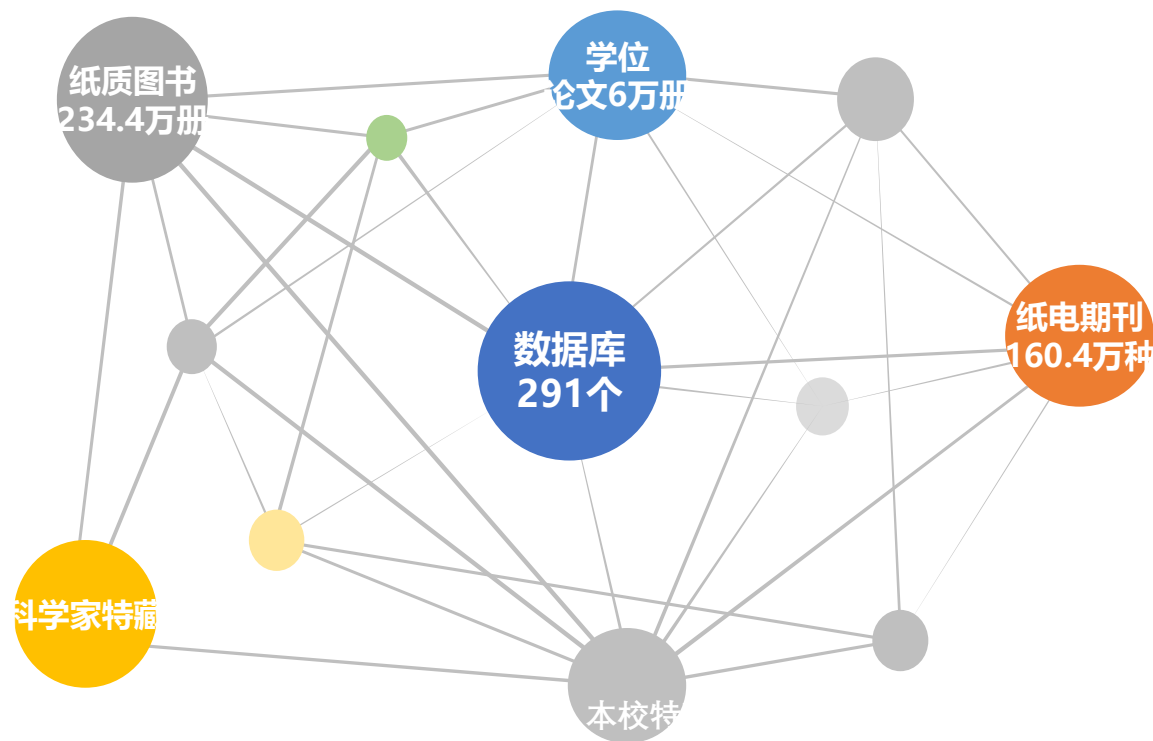 纸质图书
234.4万册
学位
论文6万册
数据库
291个
纸电期刊
160.4万种
科学家特藏
本校特